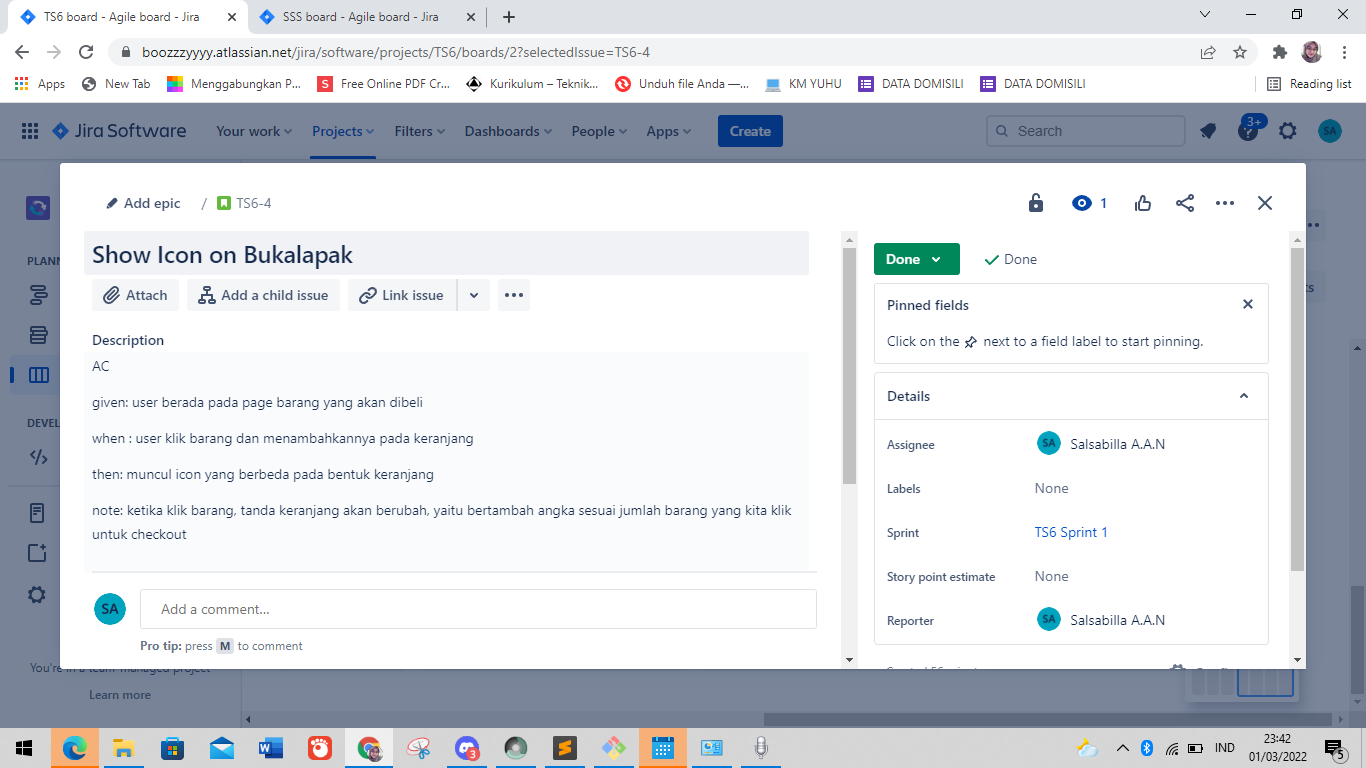 TS6 board - Agile board - Jira
SSS board - Agile board - Jira
boozzzyyyy.atlassian.net/jira/software/projects/TS6/boards/2?selectedIssue=TS6-4
Apps New Tab Menggabungkan P... Free Online PDF Cr... Kurikulum – Teknik... Unduh file Anda —... KM YUHU DATA DOMISILI DATA DOMISILI Reading list
Jira Software Your work Projects Filters Dashboards People Apps Create Search 3+ SA
Add epic / TS6-4 1
PLANN
DEVEL
Show Icon on Bukalapak
Attach Add a child issue Link issue
Description
AC
given: user berada pada page barang yang akan dibeli
when : user klik barang dan menambahkannya pada keranjang
then: muncul icon yang berbeda pada bentuk keranjang
note: ketika klik barang, tanda keranjang akan berubah, yaitu bertambah angka sesuai jumlah barang yang kita klik
untuk checkout
SA Add a comment...
Pro tip: press M to comment
Done Done
Pinned fields
Click on the next to a field label to start pinning.
Details
Assignee SA Salsabilla A.A.N
Labels None
Sprint TS6 Sprint 1
Story point estimate None
Reporter SA Salsabilla A.A.N
You're in a team-managed project
Learn more
3
IND
23:42
01/03/2022
5